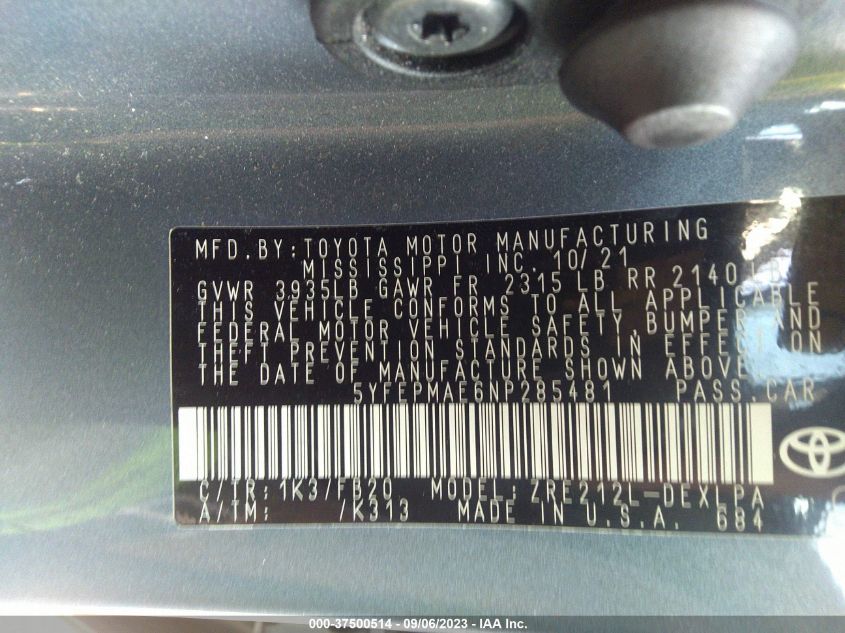 MFD.BY:TOYOTA MOTOR MANUFACTURING
MISSISSIPPI INC. 10/21
GVWR 3935LB GAWR FR 2315 LB RR 2140 LB
THIS VEHICLE CONFORMS TO ALL APPLICABLE
FEDERAL MOTOR VEHICLE SAFETY,BUMPER,AND
THEFT PREVENTION STANDARDS IN EFFECT ON
THE DATE OF MANUFACTURE SHOWN ABOVE.
5YFEPMAE6NP285481 PASS.CAR
C/TR:1K3/FB20 MODEL:ZRE212L-DEXLPA
A/TM: /K313 MADE IN U.S.A. 684
000-37500514 - 09/06/2023 - IAA Inc.